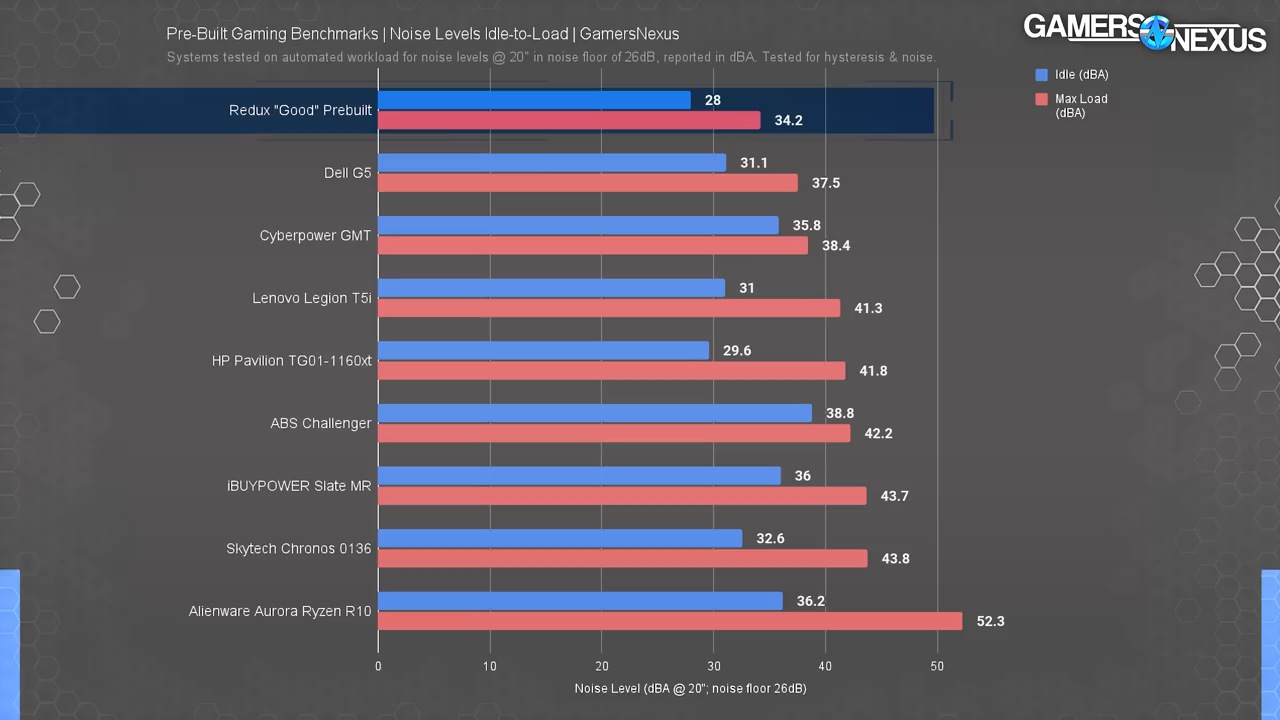 Pre-Built Gaming Benchmarks | Noise Levels Idle-to-Load | GamersNexus
Systems tested on automated workload for noise levels @ 20" in noise floor of 26dB, reported in dBA. Tested for hysteresis & noise.
GAMERS NEXUS
Idle (dBA)
Max Load
(dBA)
Redux "Good" Prebuilt
28
34.2
Dell G5
31.1
37.5
Cyberpower GMT
35.8
38.4
Lenovo Legion T5i
31
41.3
HP Pavilion TG01-1160xt
29.6
41.8
ABS Challenger
38.8
42.2
iBUYPOWER Slate MR
36
43.7
Skytech Chronos 0136
32.6
43.8
Alienware Aurora Ryzen R10
36.2
52.3
0 10 20 30 40 50
Noise Level (dBA @ 20"; noise floor 26dB)